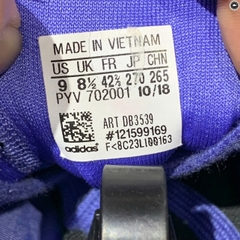 MADE IN VIETNAM
US UK FR JP CHN
9 8½ 42⅔ 270 265
PYV 702001 10/18
ART DB3539
#121599169
adidas F<8C23LI00163